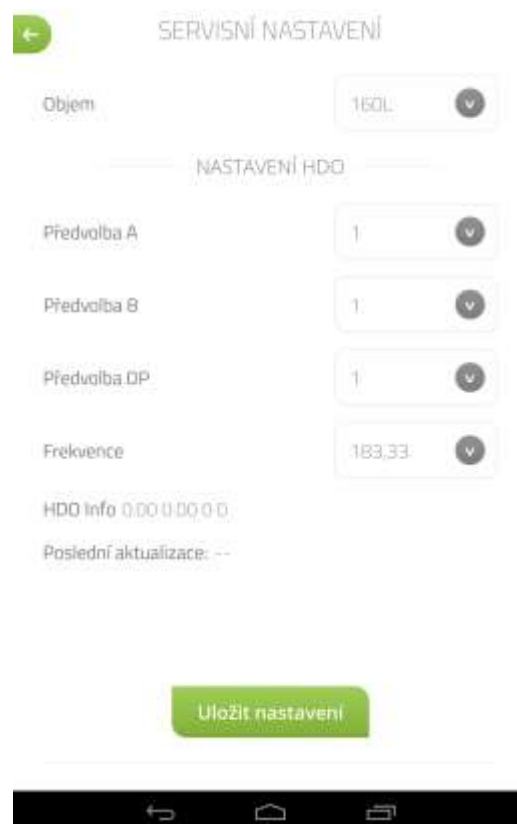 SERVISNÍ NASTAVENÍ
Objem 160L
NASTAVENÍ HDO
Předvolba A 1
Předvolba B 1
Předvolba DP 1
Frekvence 183,33
HDO Info 0.00 0.00 0 0
Poslední aktualizace: --
Uložit nastavení